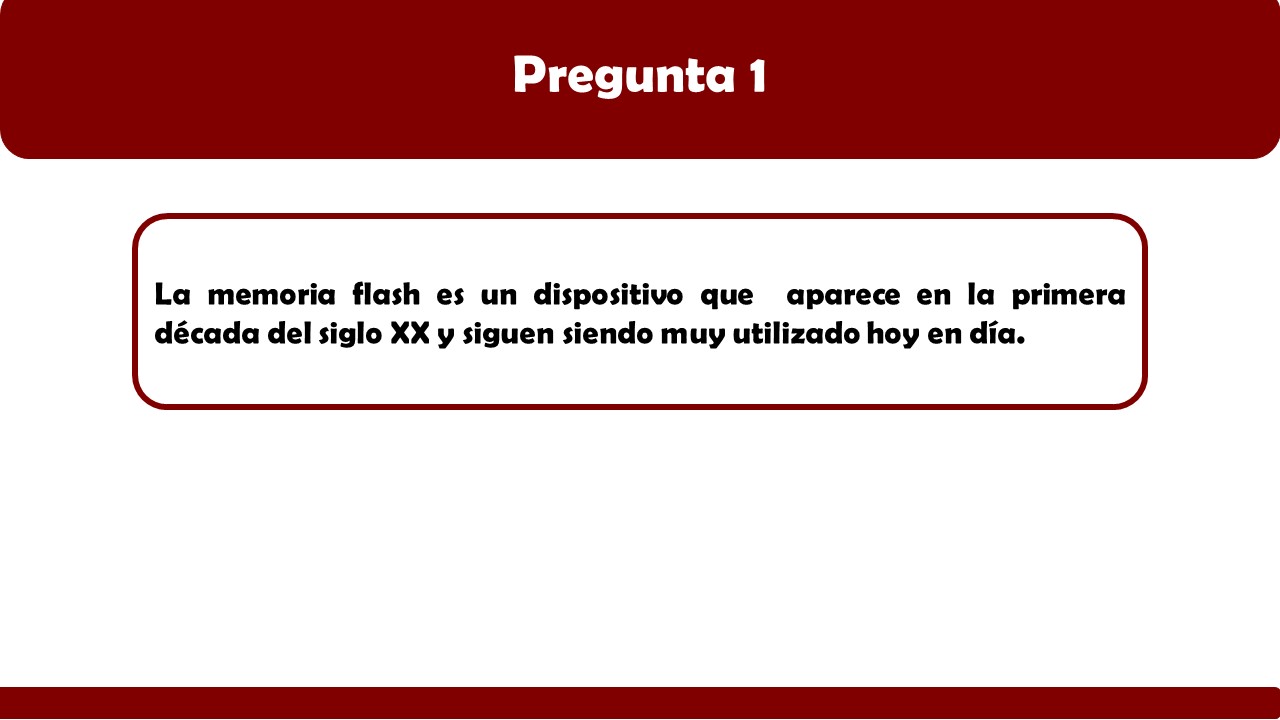 Pregunta 1
La memoria flash es un dispositivo que aparece en la primera
década del siglo XX y siguen siendo muy utilizado hoy en día.